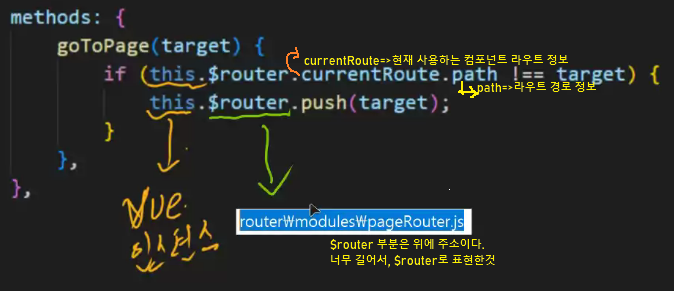 methods: {
goToPage(target) {
currentRoute=>현재 사용하는 컴포넌트 라우트 정보
if (this.$router.currentRoute.path !== target) {
path=>라우트 경로 정보
this.$router.push(target);
}
},
},
Vue
인스턴스
router\modules\pageRouter.js
$router 부분은 위에 주소이다.
너무 길어서, $router로 표현한것